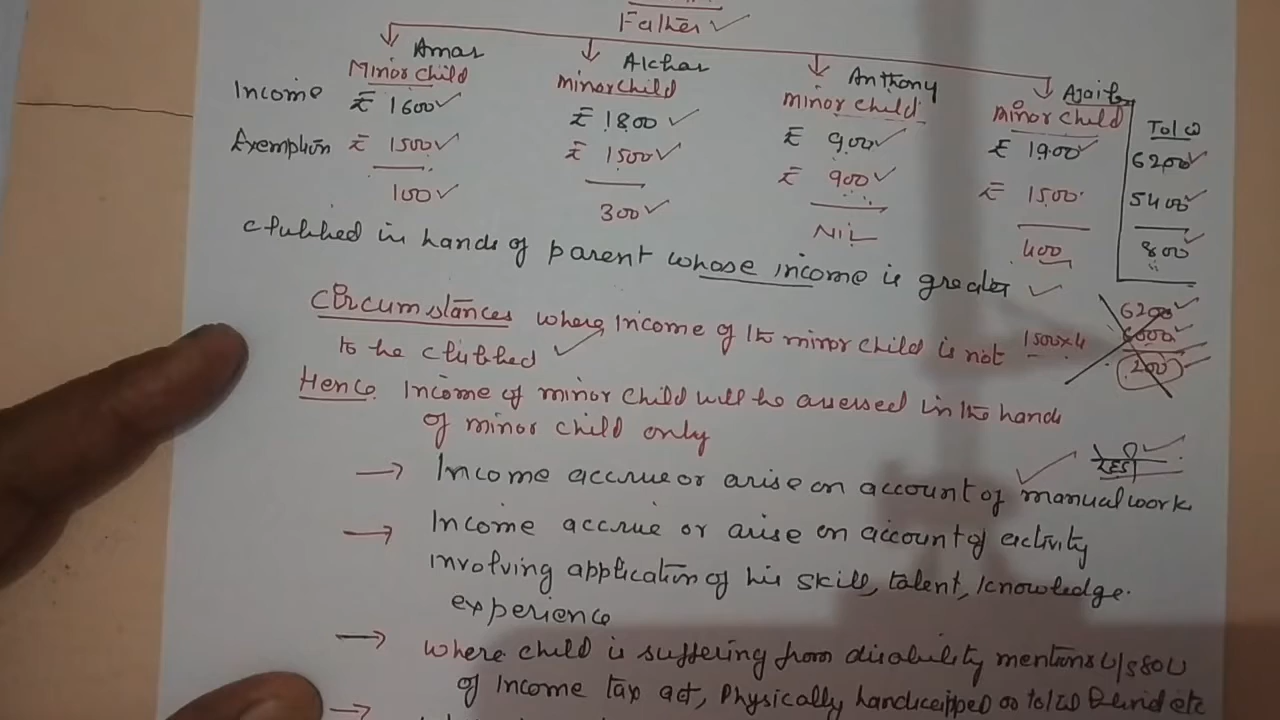 Father
Amar Akhar Anthony Ajait
Minor child minor child minor child minor child Total
Income ₹ 1600 ₹ 1800 ₹ 900 ₹ 1900 6200
Exemption ₹ 1500 ₹ 1500 ₹ 900 ₹ 1500 5400
100 300 NIL 400 800
clubbed in hands of parent whose income is greater
6200
Circumstances where income of the minor child is not 1500x4 6000
to be clubbed 200
Hence Income of minor child will be assessed in the hands
of minor child only
→ Income accrue or arise on account of manual work
→ Income accrue or arise on account of activity
involving application of his skill, talent, knowledge.
experience
→ where child is suffering from disability mentions u/s 80U
of Income tax act, Physically handicapped or total Blind etc
→